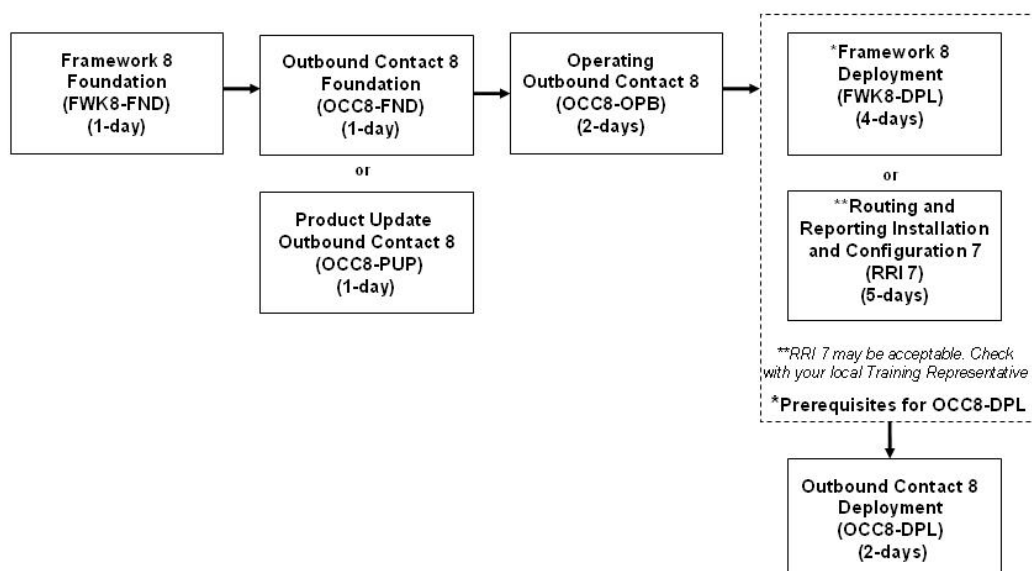 Framework 8
Foundation
(FWK8-FND)
(1-day)
Outbound Contact 8
Foundation
(OCC8-FND)
(1-day)
or
Product Update
Outbound Contact 8
(OCC8-PUP)
(1-day)
Operating
Outbound Contact 8
(OCC8-OPB)
(2-days)
*Framework 8
Deployment
(FWK8-DPL)
(4-days)
or
**Routing and
Reporting Installation
and Configuration 7
(RRI 7)
(5-days)
**RRI 7 may be acceptable. Check
with your local Training Representative
*Prerequisites for OCC8-DPL
Outbound Contact 8
Deployment
(OCC8-DPL)
(2-days)